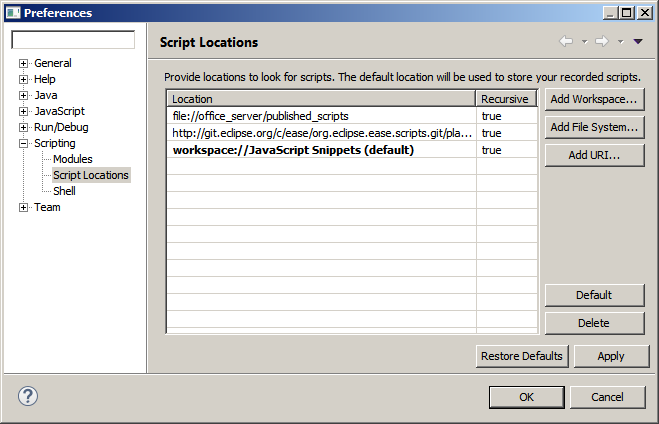 Preferences
Script Locations
General
Help
Java
JavaScript
Run/Debug
Scripting
Modules
Script Locations
Shell
Team
Provide locations to look for scripts. The default location will be used to store your recorded scripts.
Location Recursive
file://office_server/published_scripts true
http://git.eclipse.org/c/ease/org.eclipse.ease.scripts.git/pla... true
workspace://JavaScript Snippets (default) true
Add Workspace...
Add File System...
Add URI...
Default
Delete
Restore Defaults Apply
? OK Cancel